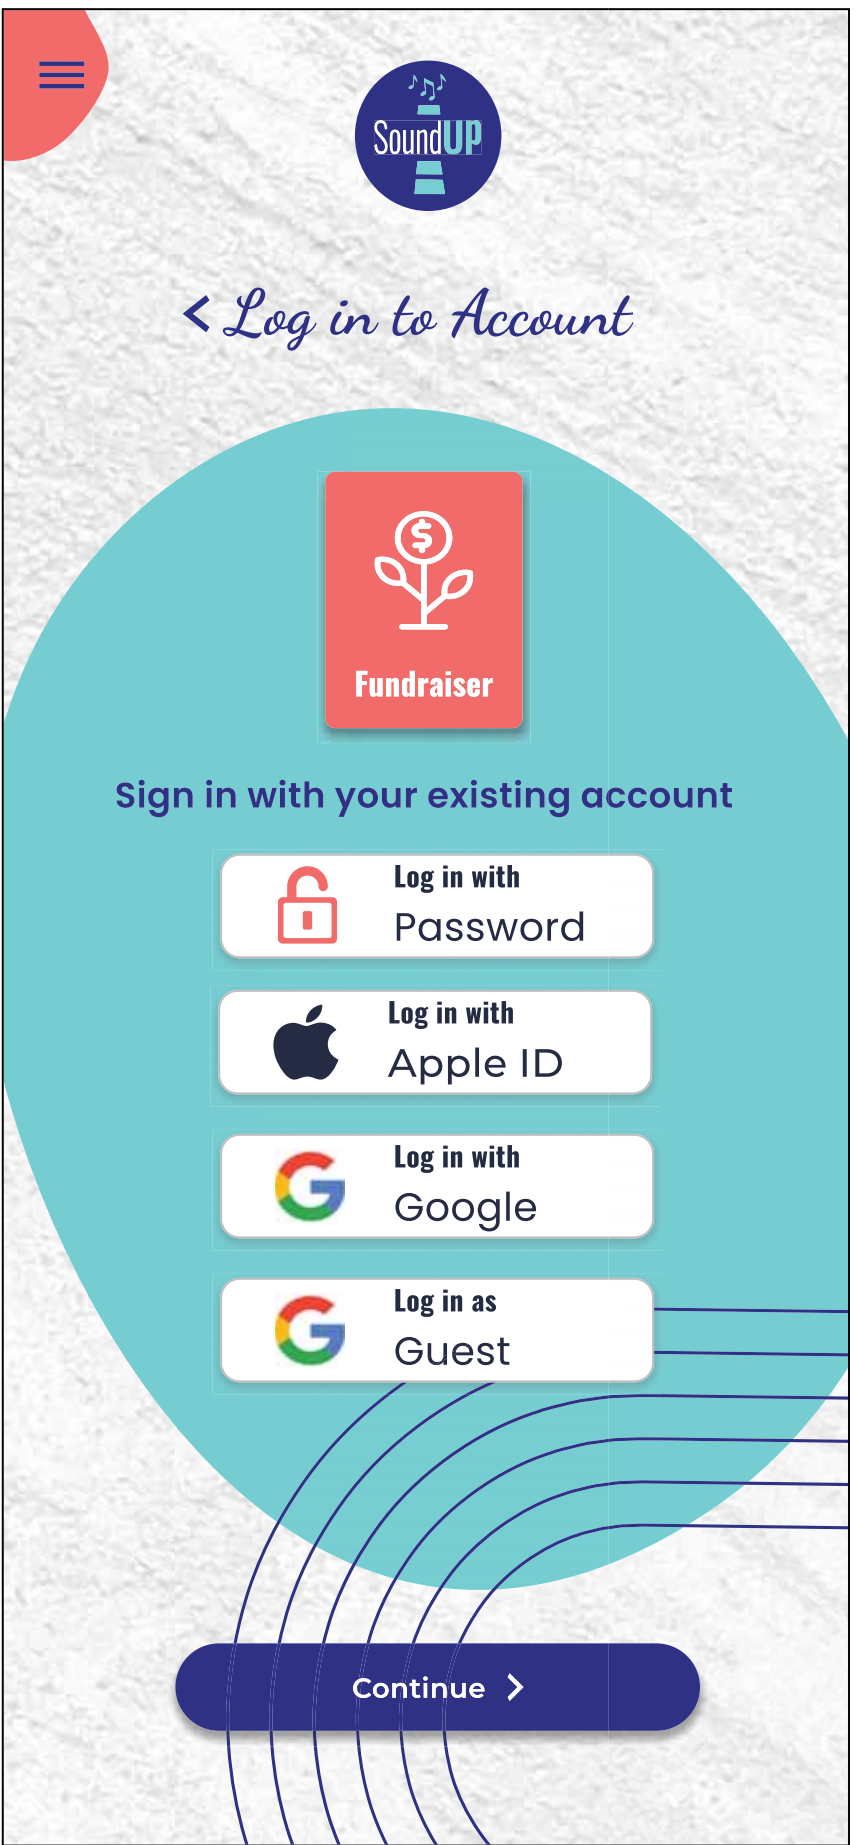 SoundUP
< Log in to Account
$
Fundraiser
Sign in with your existing account
Log in with
Password
Log in with
Apple ID
Log in with
Google
Log in as
Guest
Continue >